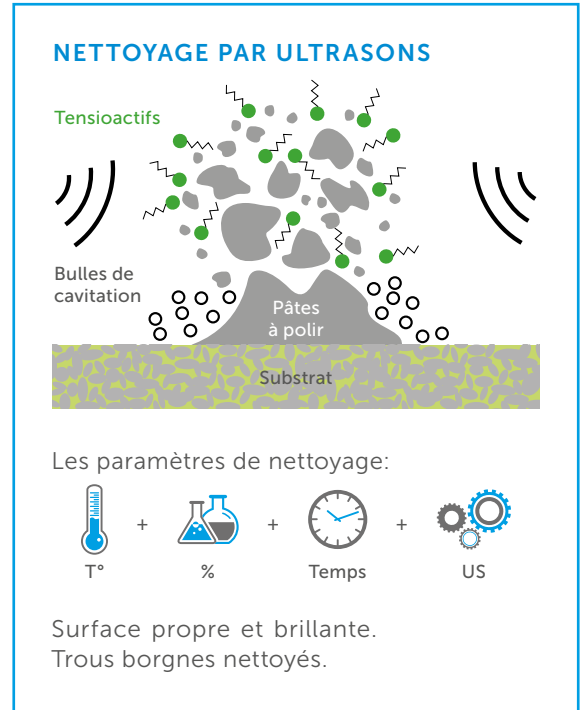 NETTOYAGE PAR ULTRASONS
Tensioactifs
Bulles de
cavitation
Pâtes
à polir
Substrat
Les paramètres de nettoyage:
+ + +
T° % Temps US
Surface propre et brillante.
Trous borgnes nettoyés.